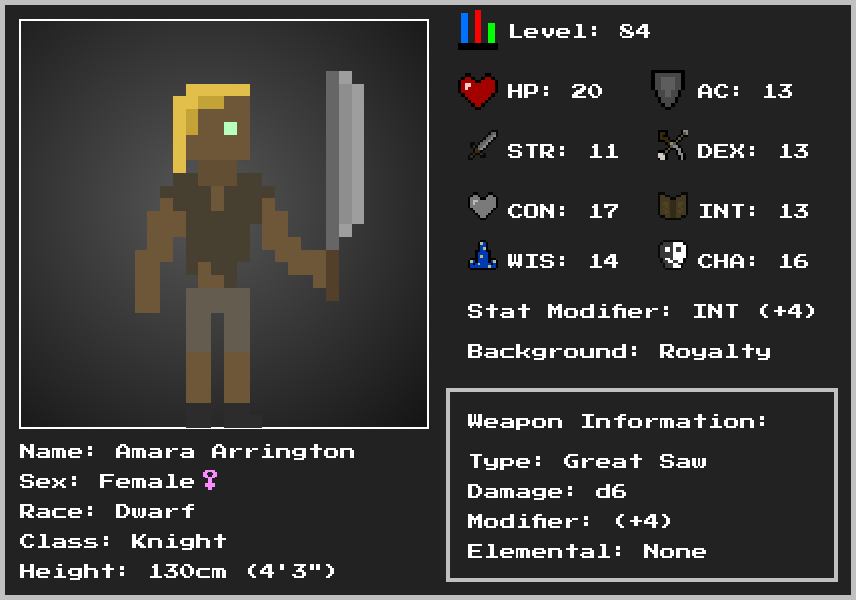 Level: 84
HP: 20 AC: 13
STR: 11 DEX: 13
CON: 17 INT: 13
WIS: 14 CHA: 16
Stat Modifier: INT (+4)
Background: Royalty
Weapon Information:
Type: Great Saw
Damage: d6
Modifier: (+4)
Elemental: None
Name: Amara Arrington
Sex: Female♀
Race: Dwarf
Class: Knight
Height: 130cm (4'3")